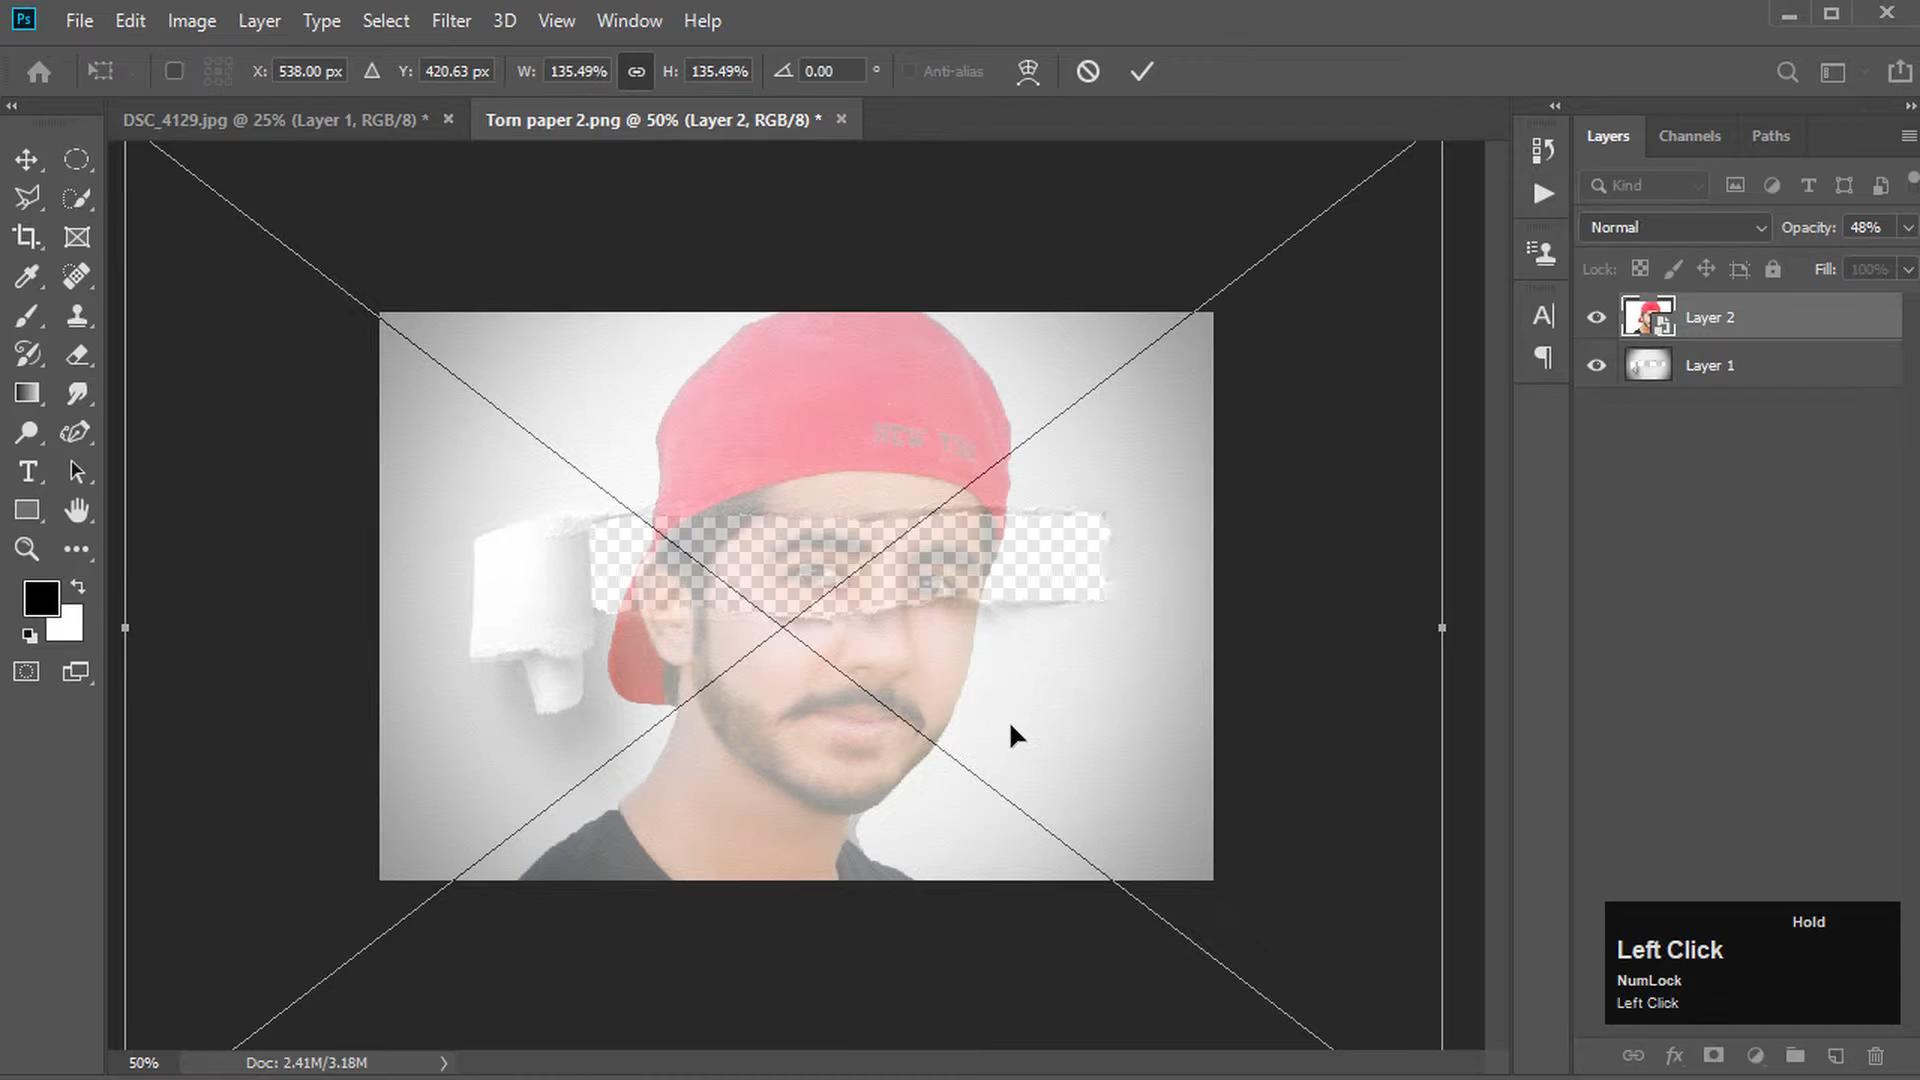 Ps File Edit Image Layer Type Select Filter 3D View Window Help
X: 538.00 px Y: 420.63 px W: 135.49% H: 135.49% 0.00 ° Anti-alias
DSC_4129.jpg @ 25% (Layer 1, RGB/8) * Torn paper 2.png @ 50% (Layer 2, RGB/8) *
Layers Channels Paths
Kind
Normal Opacity: 48%
Lock: Fill: 100%
Layer 2
Layer 1
NEW
Hold
Left Click
NumLock
Left Click
50% Doc: 2.41M/3.18M